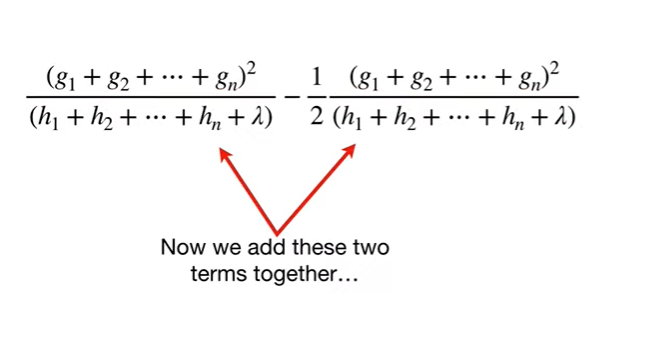 (g₁ + g₂ + ··· + gₙ)² / (h₁ + h₂ + ··· + hₙ + λ) − 1/2 (g₁ + g₂ + ··· + gₙ)² / (h₁ + h₂ + ··· + hₙ + λ)
Now we add these two
terms together…